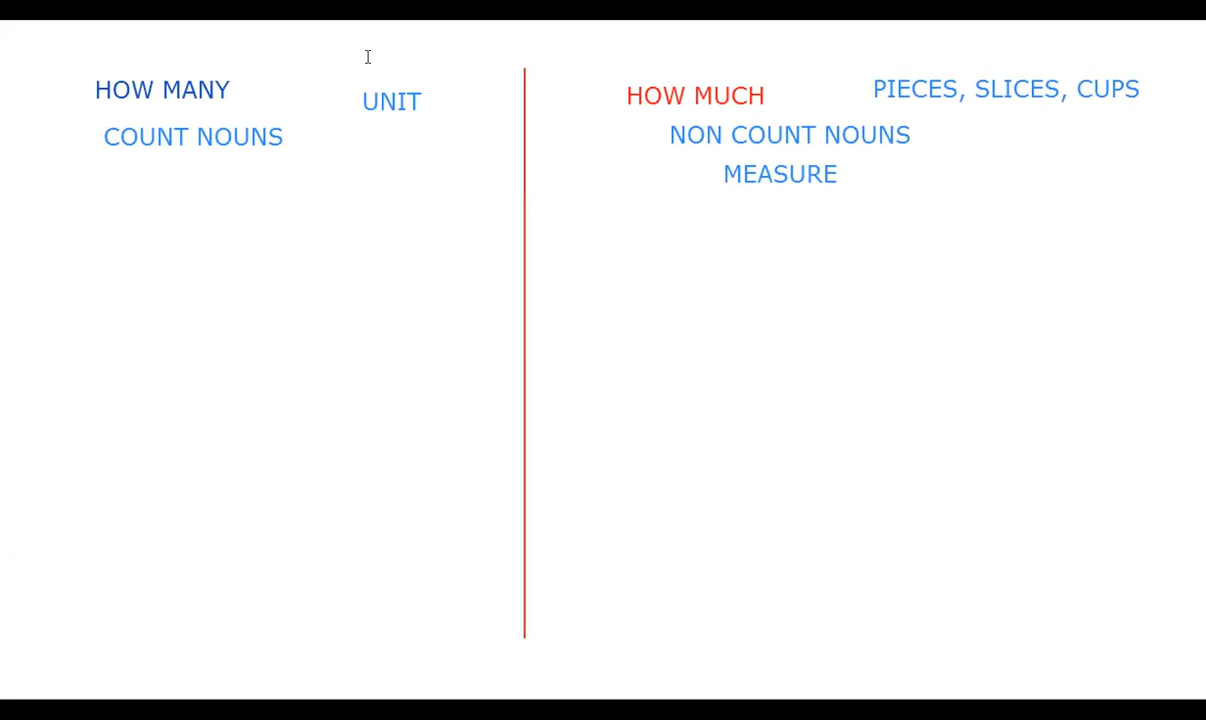 HOW MANY
UNIT
COUNT NOUNS
HOW MUCH
PIECES, SLICES, CUPS
NON COUNT NOUNS
MEASURE